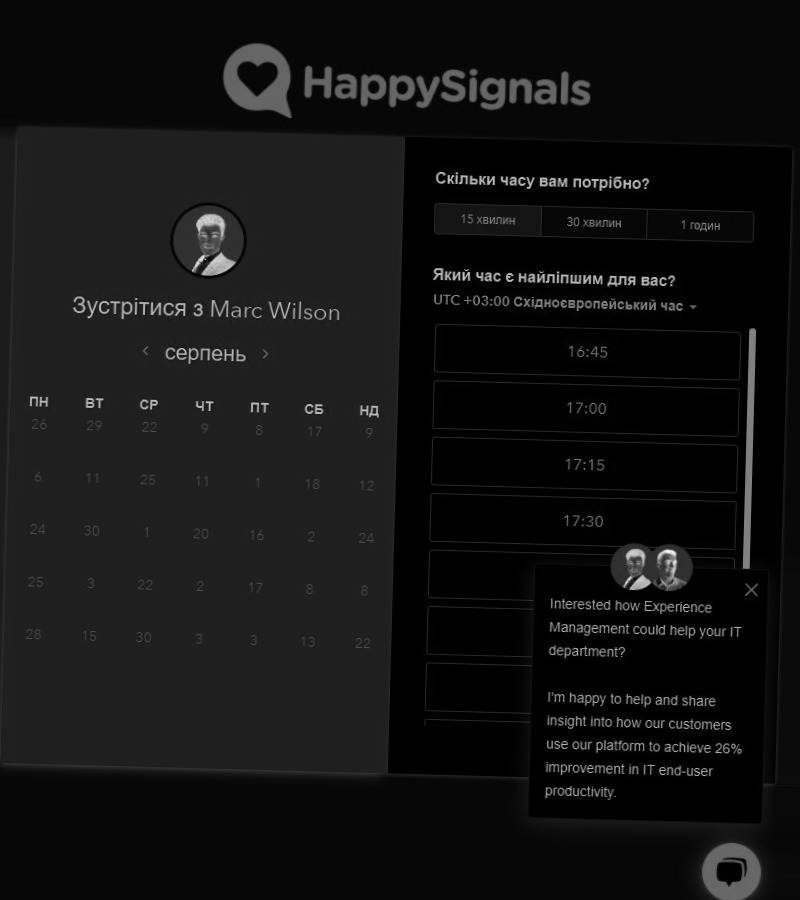 HappySignals
Зустрітися з Marc Wilson
серпень
ПН ВТ СР ЧТ ПТ СБ НД
26 29 22 9 8 17 9
6 11 25 11 1 18 12
24 30 1 20 16 2 24
25 3 22 2 17 8 8
28 15 30 3 3 13 22
Скільки часу вам потрібно?
15 хвилин 30 хвилин 1 годин
Який час є найліпшим для вас?
UTC +03:00 Східноєвропейський час
16:45
17:00
17:15
17:30
Interested how Experience
Management could help your IT
department?
I'm happy to help and share
insight into how our customers
use our platform to achieve 26%
improvement in IT end-user
productivity.